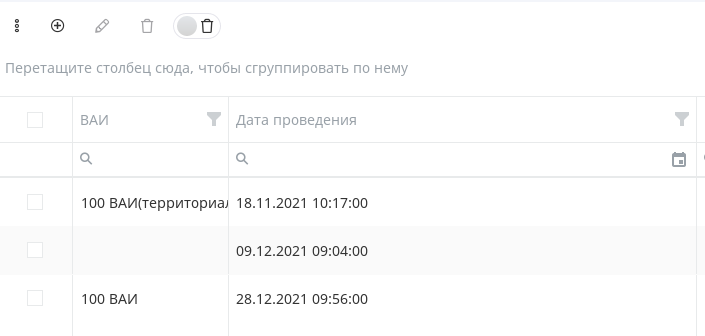 Перетащите столбец сюда, чтобы сгруппировать по нему
ВАИ Дата проведения
100 ВАИ(территориал 18.11.2021 10:17:00
09.12.2021 09:04:00
100 ВАИ 28.12.2021 09:56:00